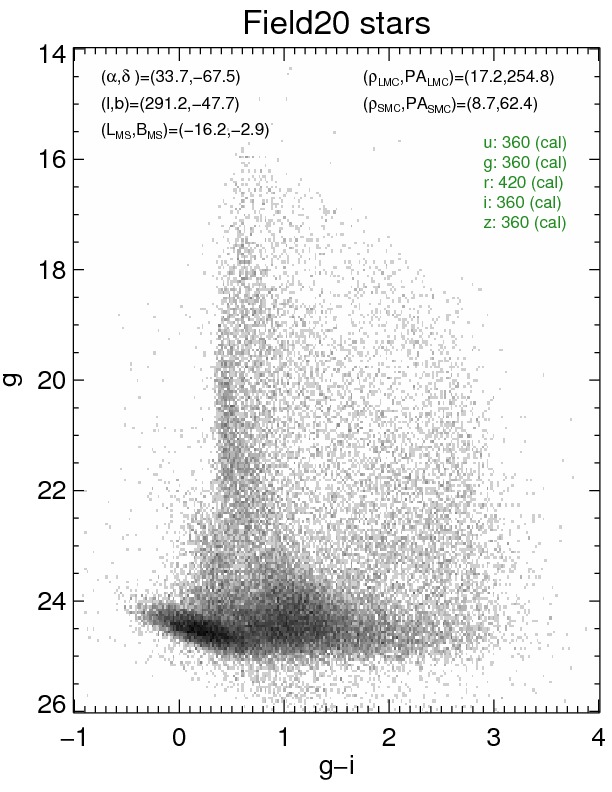 Field20 stars
14
(α,δ )=(33.7,−67.5)
(ρLMC,PALMC)=(17.2,254.8)
(l,b)=(291.2,−47.7)
(ρSMC,PASMC)=(8.7,62.4)
(LMS,BMS)=(−16.2,−2.9)
u: 360 (cal)
16
g: 360 (cal)
r: 420 (cal)
i: 360 (cal)
z: 360 (cal)
18
g
20
22
24
26
−1 0 1 2 3 4
g−i